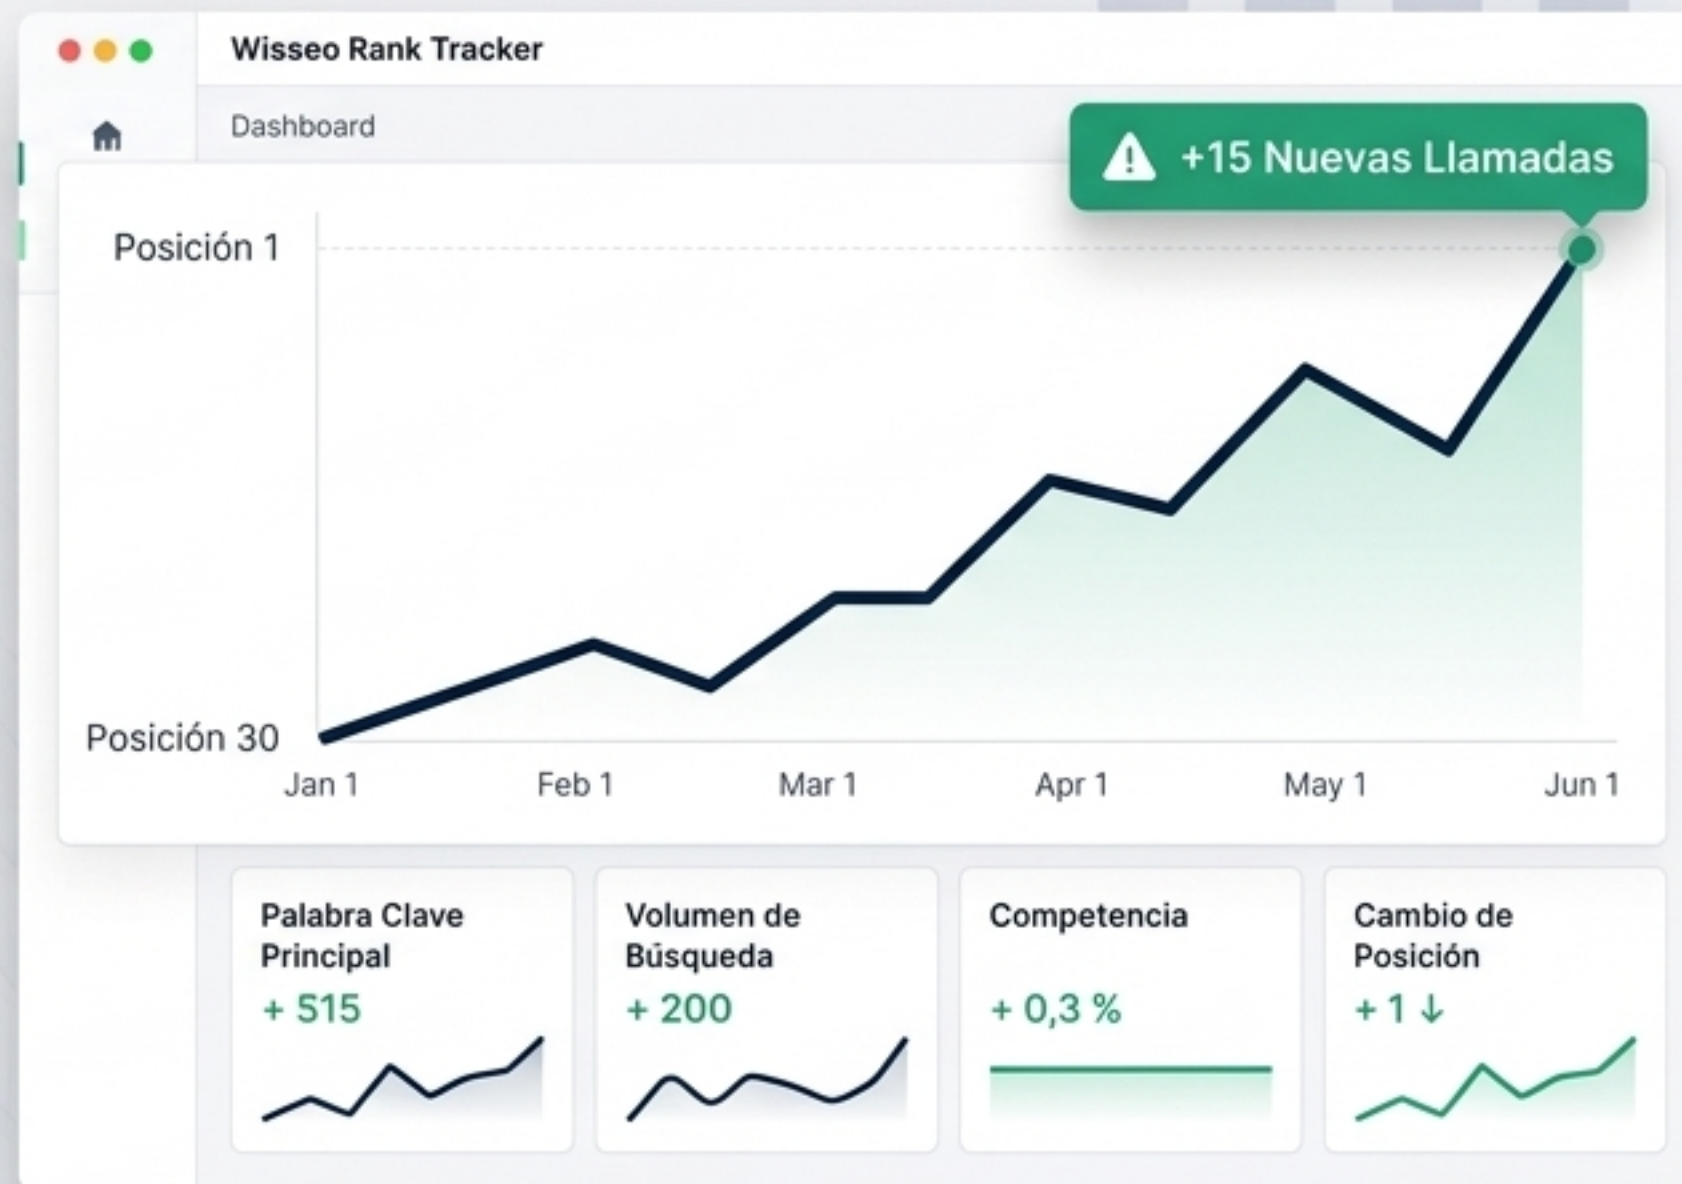 Wisseo Rank Tracker
Dashboard
+15 Nuevas Llamadas
Posición 1
Posición 30
Jan 1
Feb 1
Mar 1
Apr 1
May 1
Jun 1
Palabra Clave
Principal
+ 515
Volumen de
Búsqueda
+ 200
Competencia
+ 0,3 %
Cambio de
Posición
+ 1 ↓